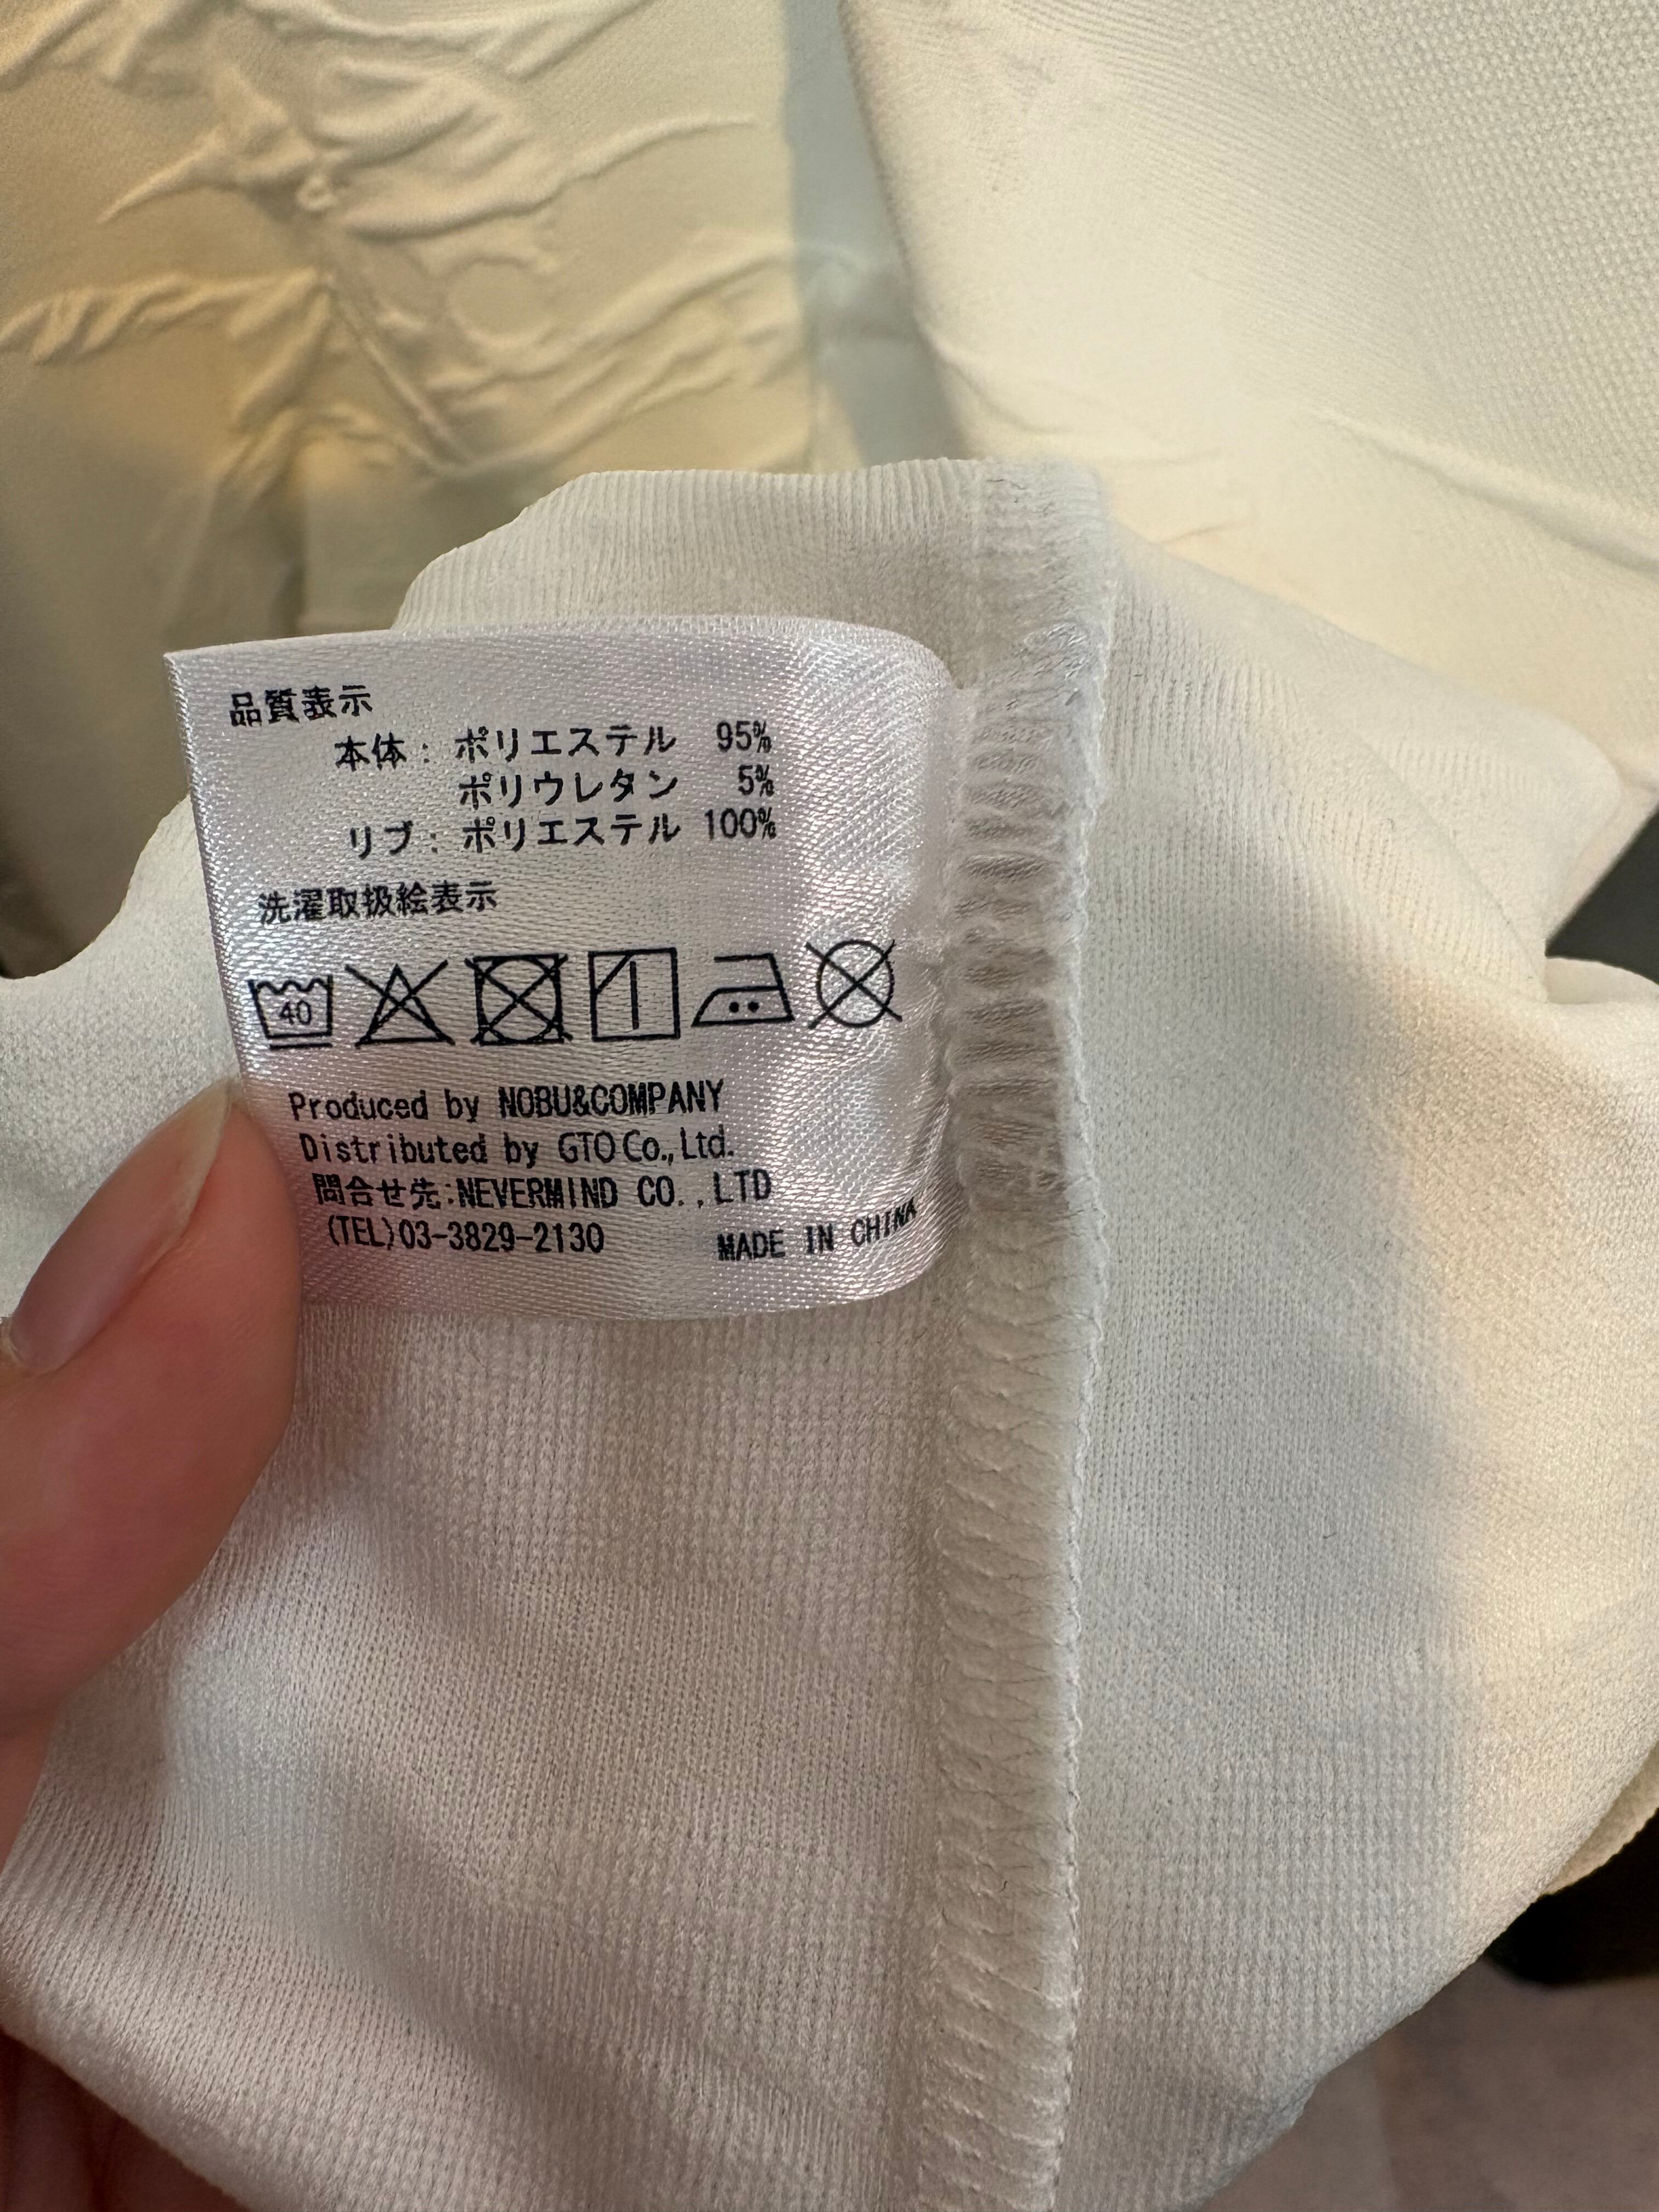 品質表示
本体: ポリエステル 95%
ポリウレタン 5%
リブ: ポリエステル 100%
洗濯取扱絵表示
40
Produced by NOBU&COMPANY
Distributed by GTO Co.,Ltd.
問合せ先:NEVERMIND CO.,LTD
(TEL)03-3829-2130
MADE IN CHINA